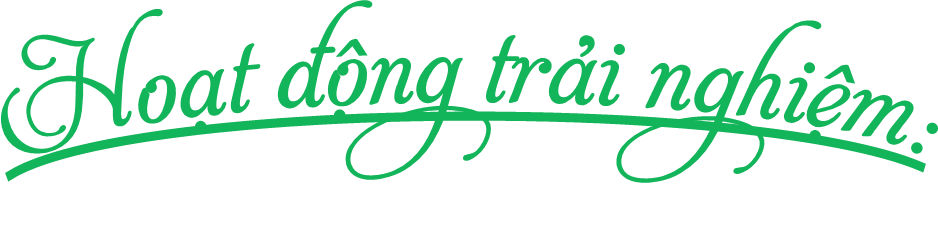 Hoạt động trải nghiệm: